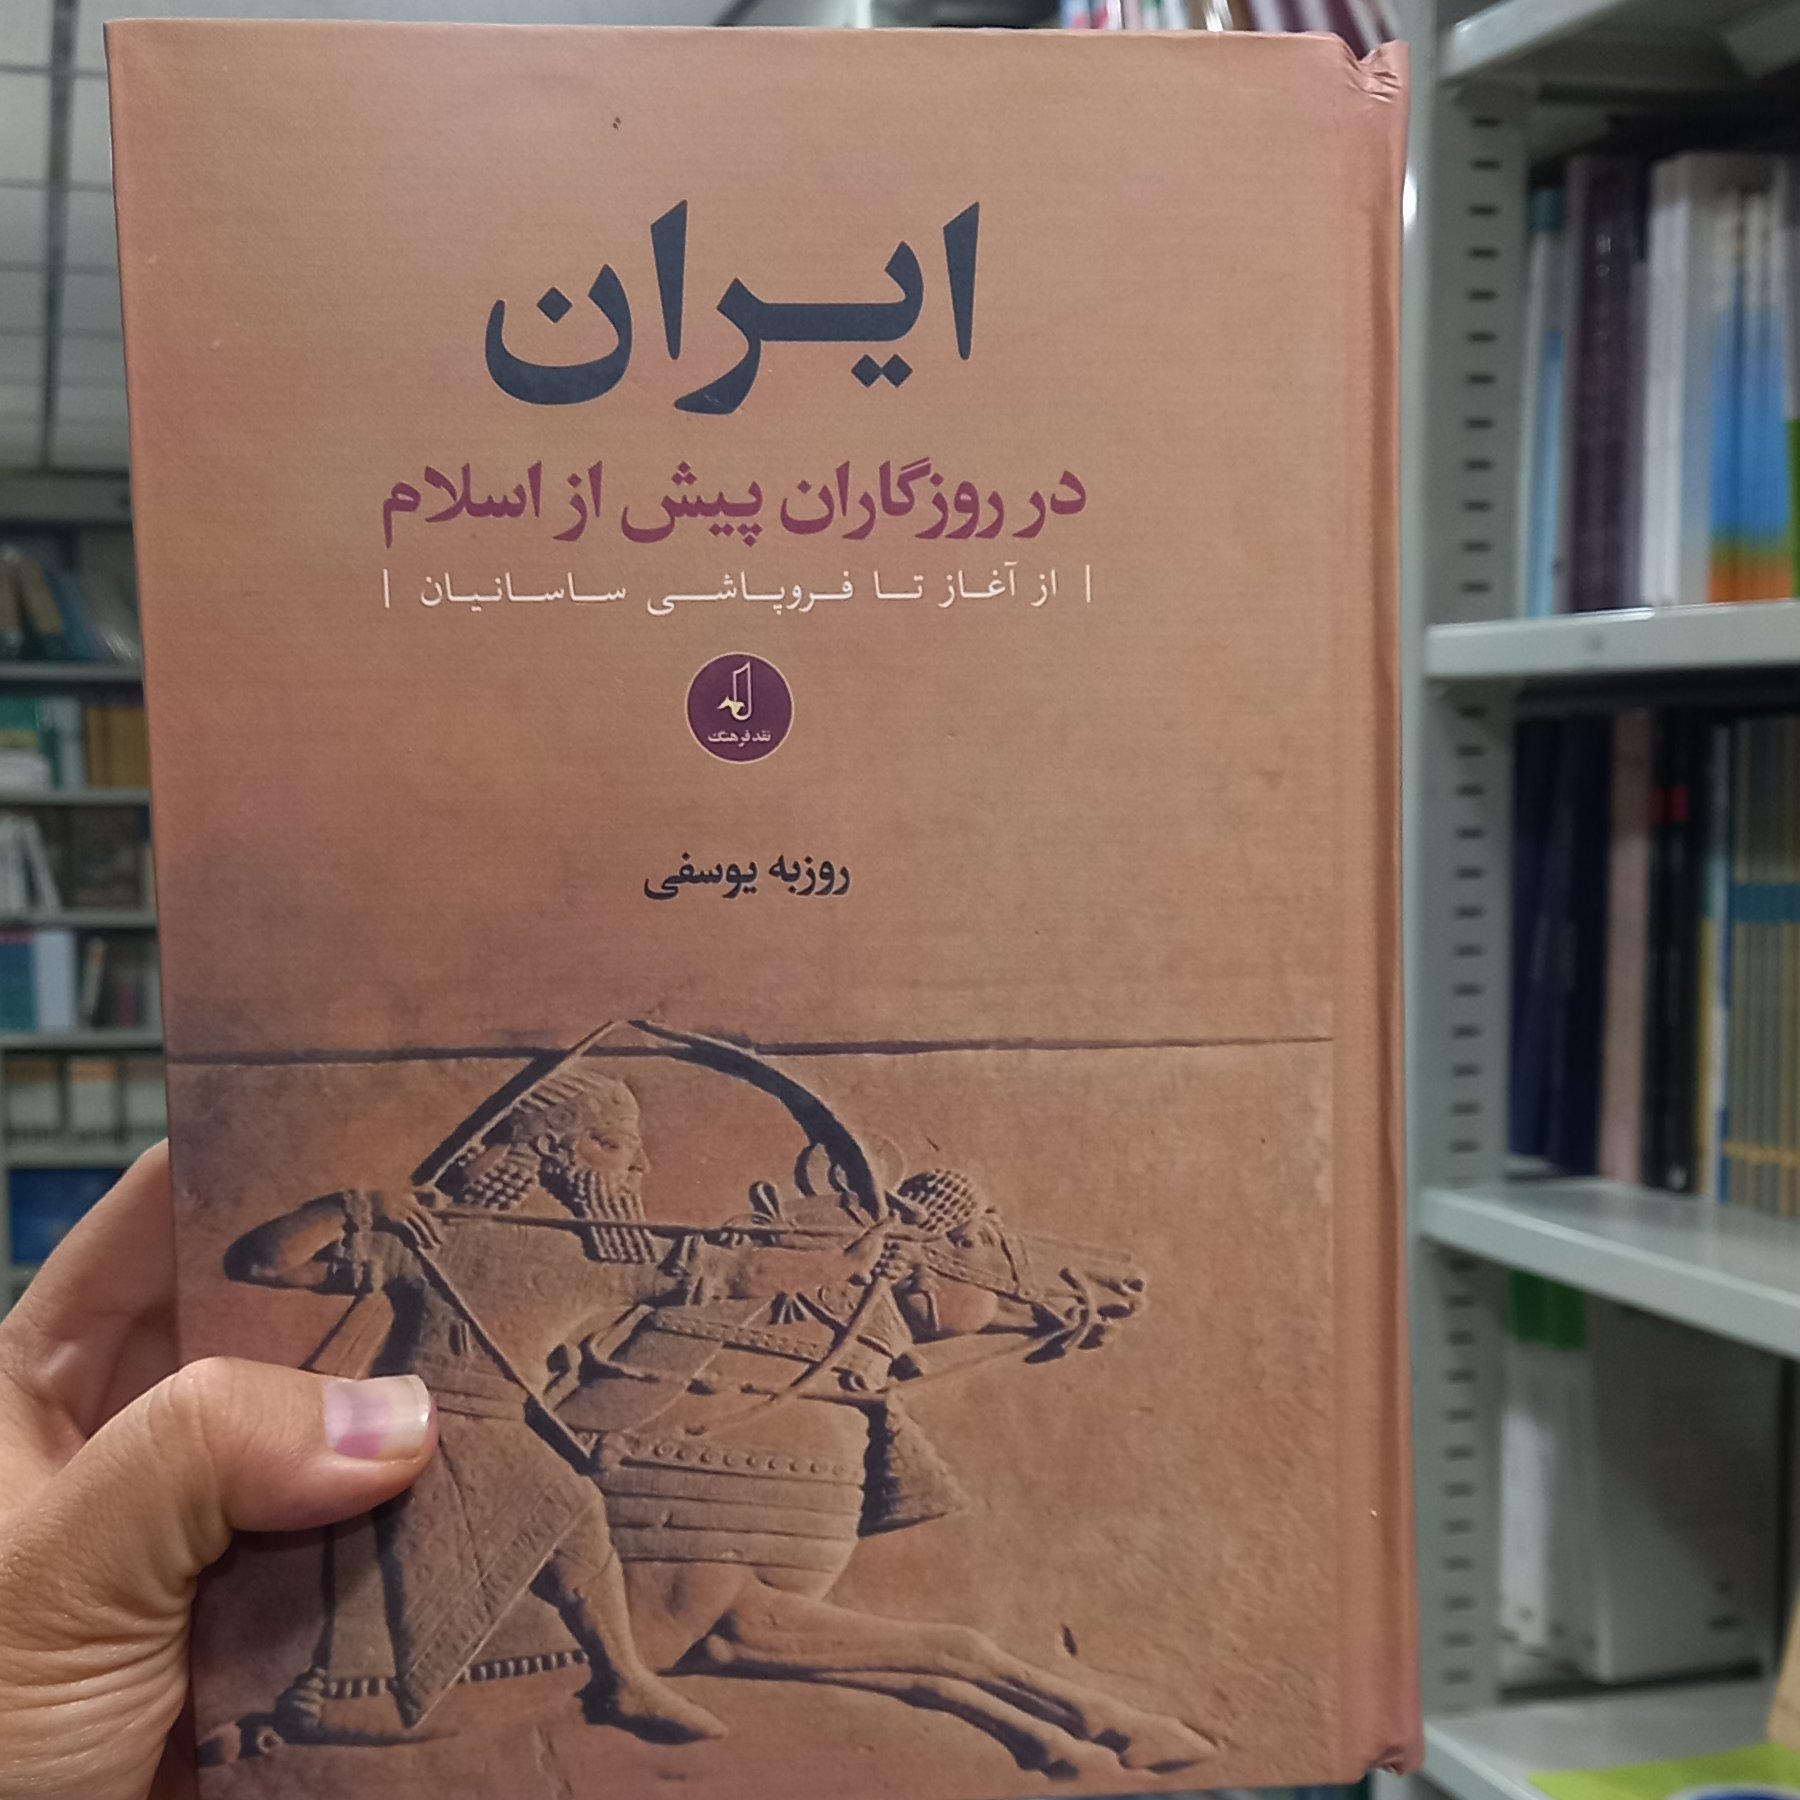 ایران
در روزگاران پیش از اسلام
| از آغاز تا فروپاشی ساسانیان |
نقد فرهنگ
روزبه یوسفی